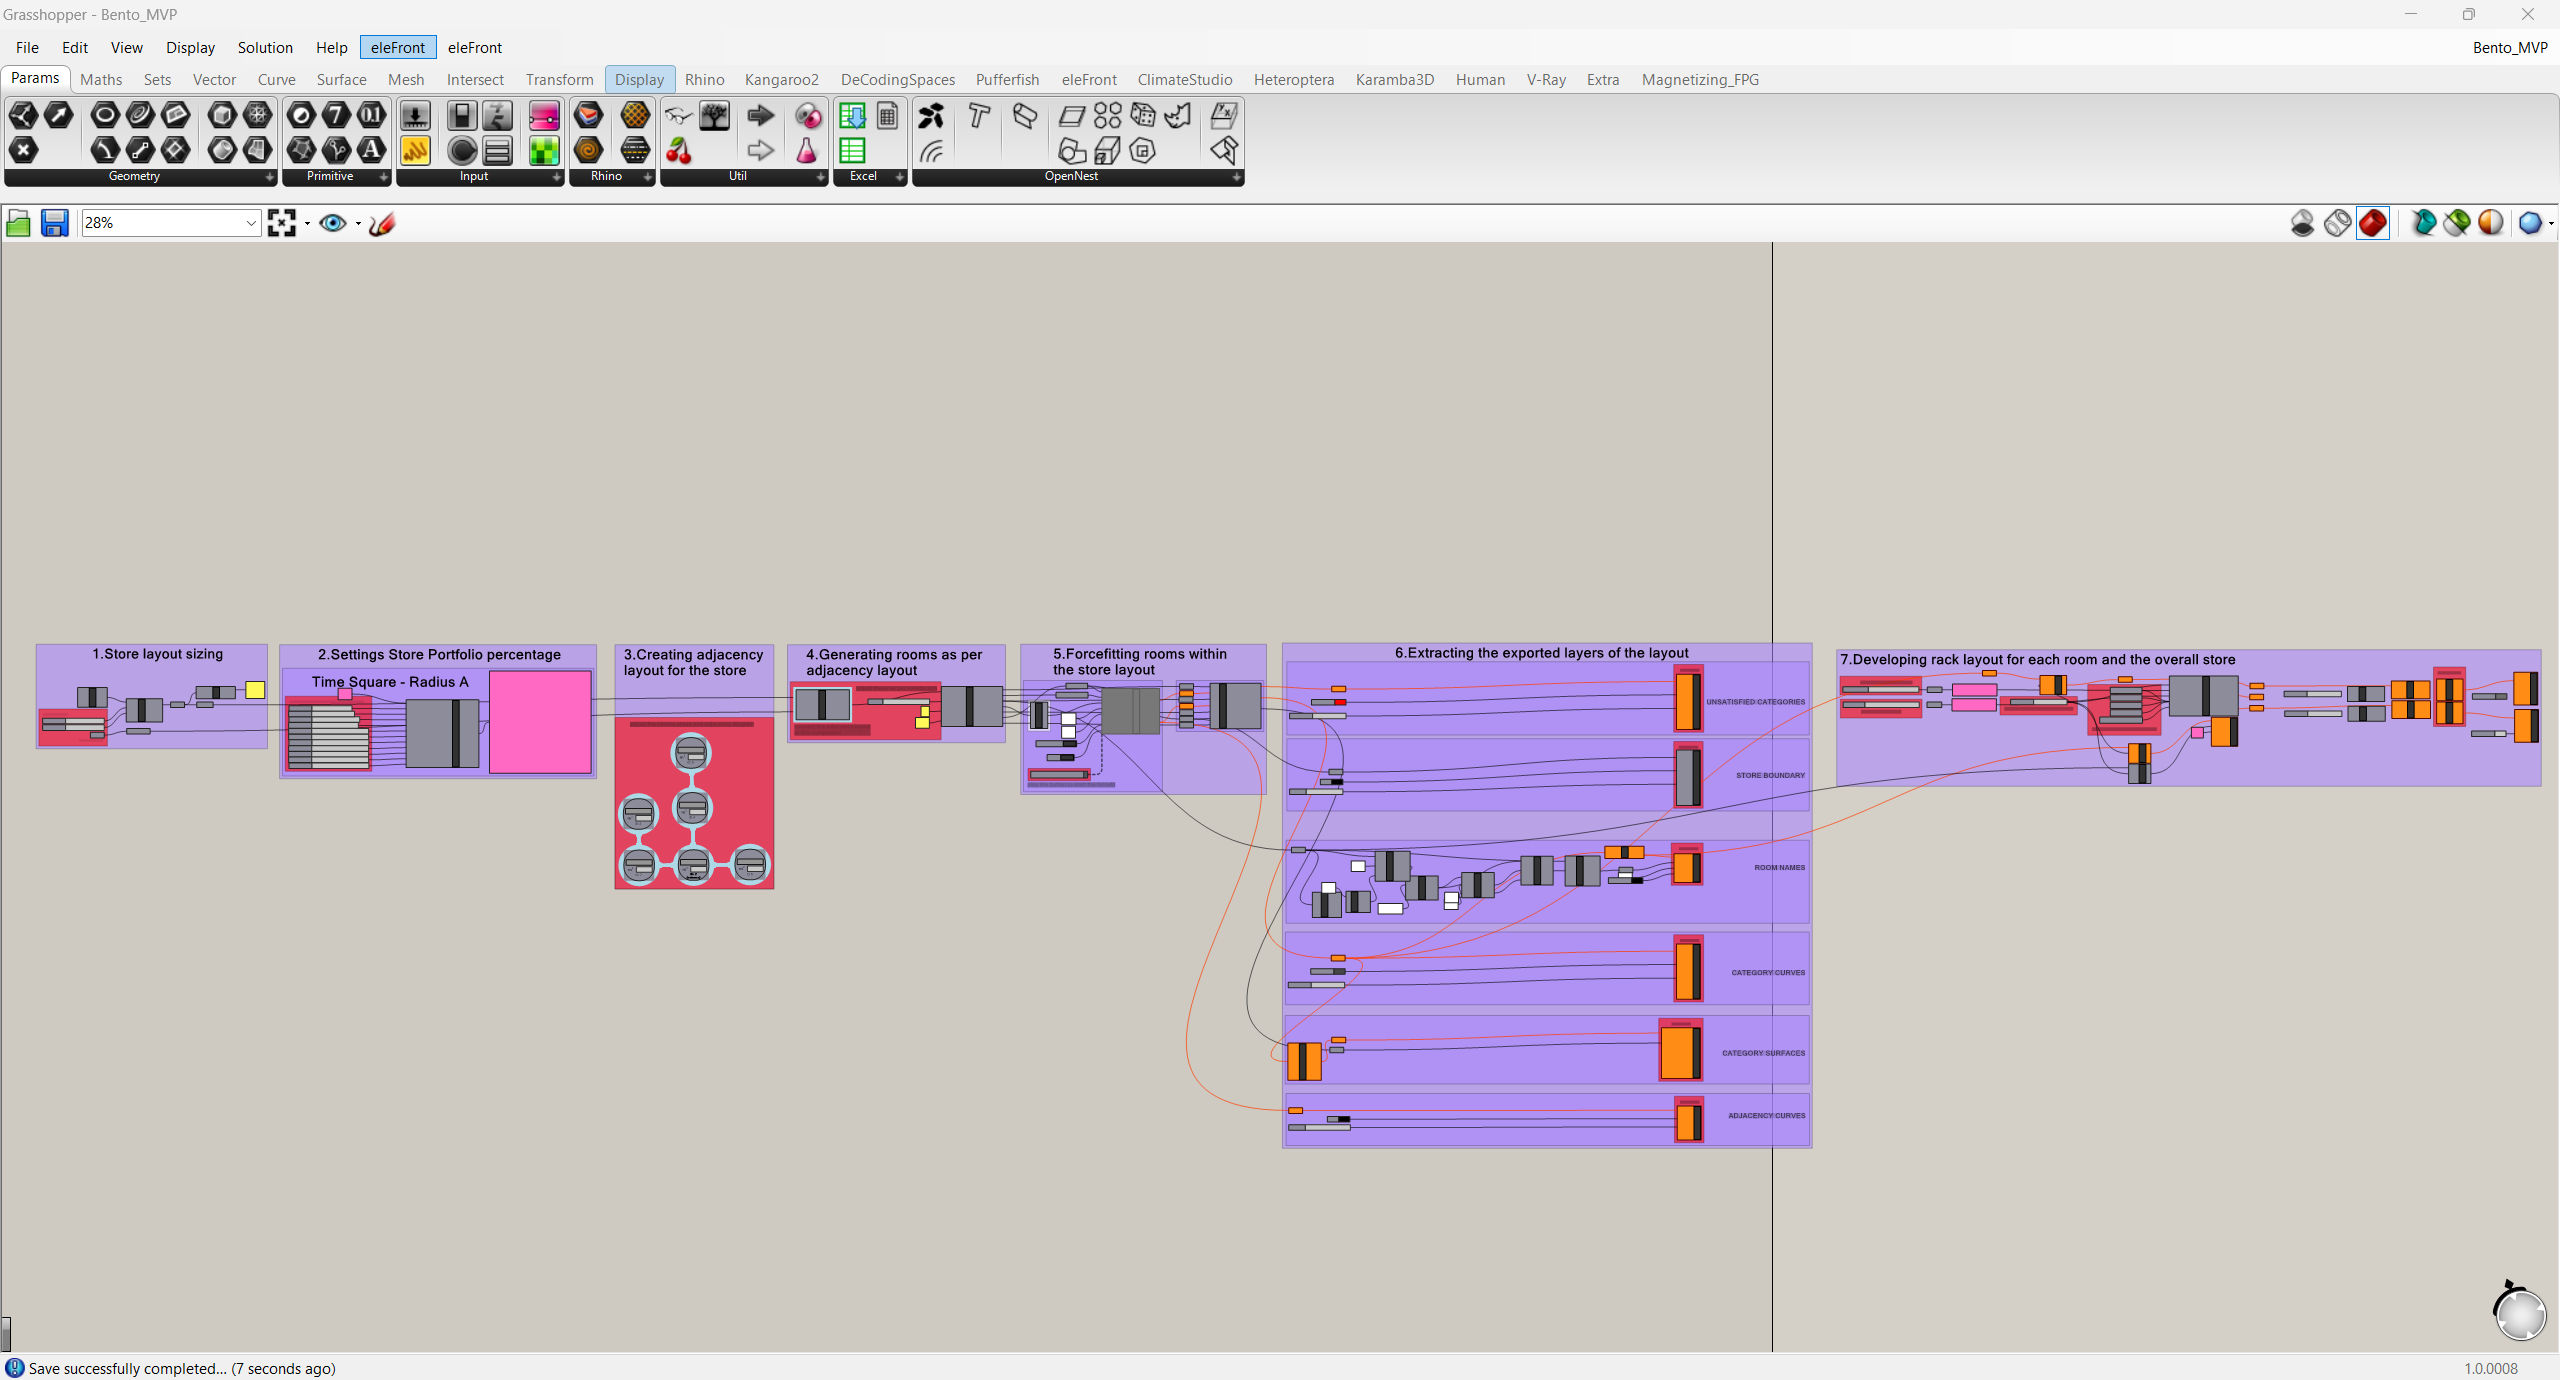 Grasshopper - Bento_MVP
File Edit View Display Solution Help eleFront eleFront Bento_MVP
Params Maths Sets Vector Curve Surface Mesh Intersect Transform Display Rhino Kangaroo2 DeCodingSpaces Pufferfish eleFront ClimateStudio Heteroptera Karamba3D Human V-Ray Extra Magnetizing_FPG
Geometry Primitive Input Rhino Util Excel OpenNest
28%
1.Store layout sizing
2.Settings Store Portfolio percentage
Time Square - Radius A
3.Creating adjacency
layout for the store
4.Generating rooms as per
adjacency layout
5.Forcefitting rooms within
the store layout
6.Extracting the exported layers of the layout
UNSATISFIED CATEGORIES
STORE BOUNDARY
ROOM NAMES
CATEGORY CURVES
CATEGORY SURFACES
ADJACENCY CURVES
7.Developing rack layout for each room and the overall store
Save successfully completed... (7 seconds ago)
1.0.0008